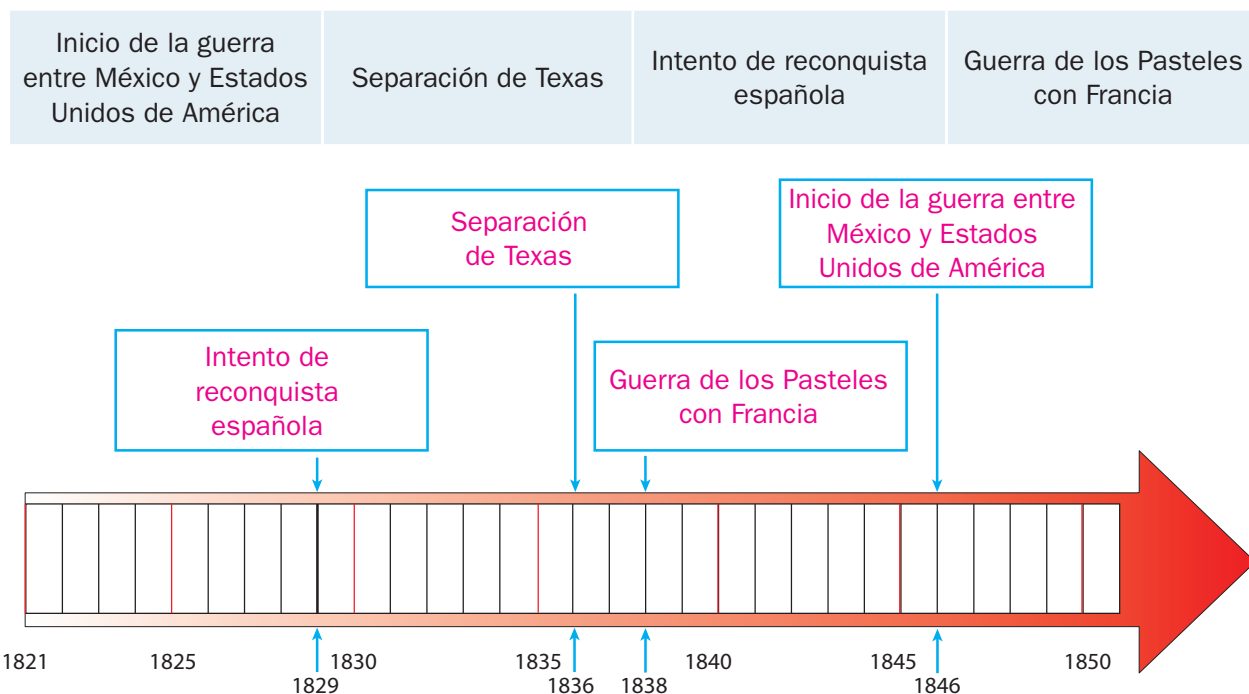 Inicio de la guerra
entre México y Estados
Unidos de América
Separación de Texas
Intento de reconquista
española
Guerra de los Pasteles
con Francia
Inicio de la guerra entre
México y Estados
Unidos de América
Separación
de Texas
Intento de
reconquista
española
Guerra de los Pasteles
con Francia
1821 1825 1830 1835 1840 1845 1850
1829 1836 1838 1846